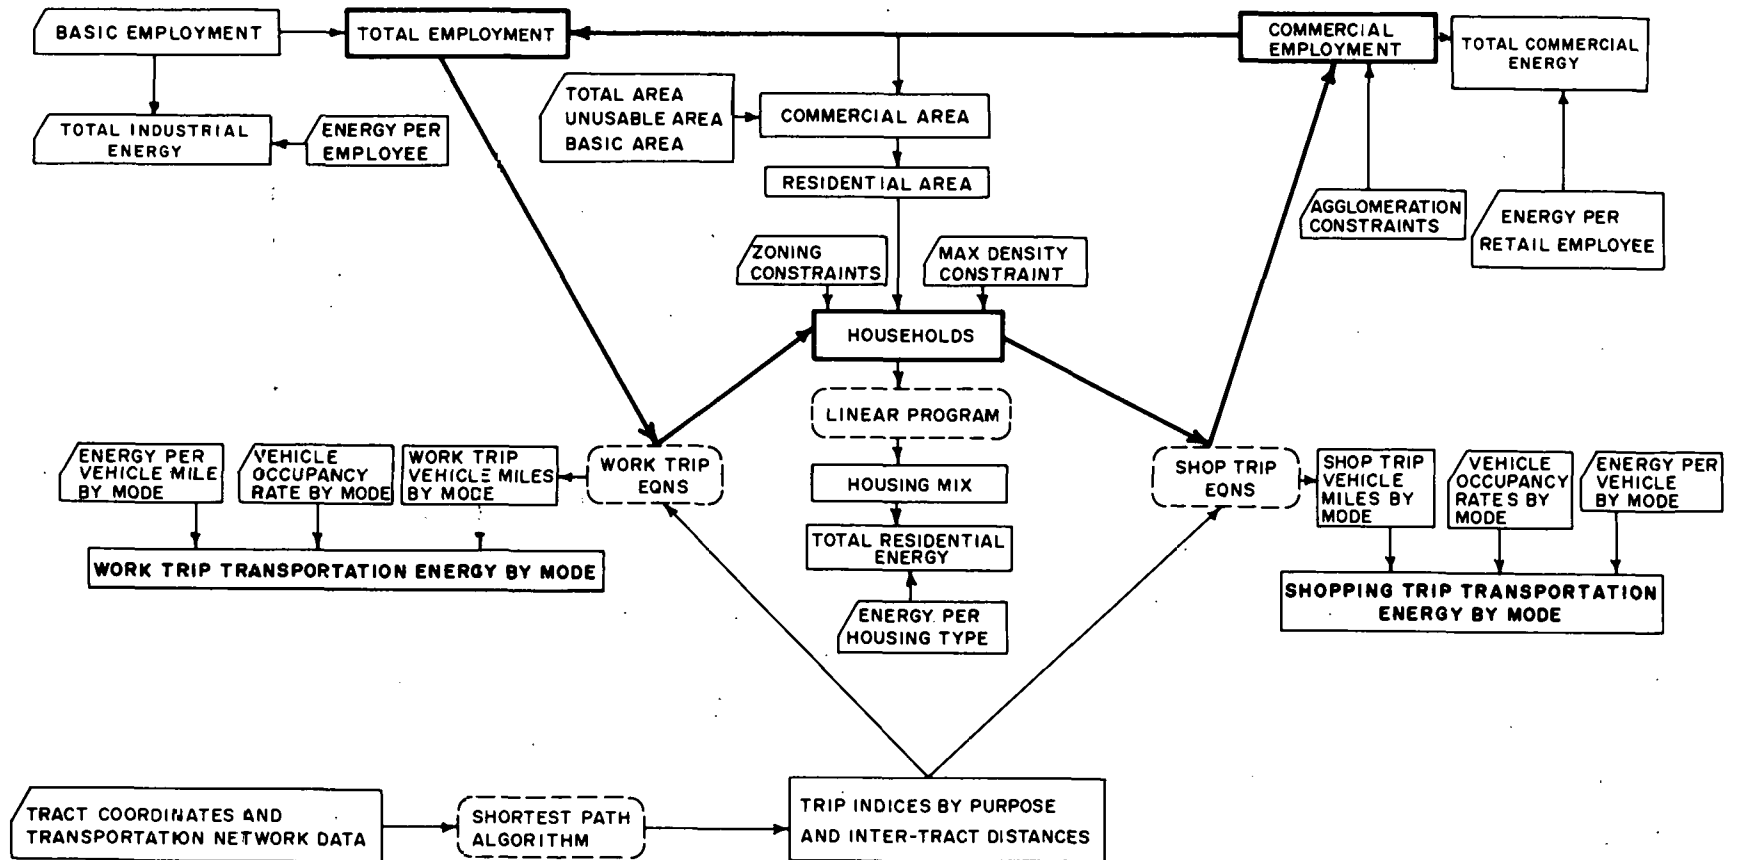 BASIC EMPLOYMENT
TOTAL EMPLOYMENT
COMMERCIAL
EMPLOYMENT
TOTAL COMMERCIAL
ENERGY
TOTAL INDUSTRIAL
ENERGY
ENERGY PER
EMPLOYEE
TOTAL AREA
UNUSABLE AREA
BASIC AREA
COMMERCIAL AREA
RESIDENTIAL AREA
AGGLOMERATION
CONSTRAINTS
ENERGY PER
RETAIL EMPLOYEE
ZONING
CONSTRAINTS
MAX DENSITY
CONSTRAINT
HOUSEHOLDS
LINEAR PROGRAM
HOUSING MIX
TOTAL RESIDENTIAL
ENERGY
ENERGY PER
HOUSING TYPE
ENERGY PER
VEHICLE MILE
BY MODE
VEHICLE
OCCUPANCY
RATE BY MODE
WORK TRIP
VEHICLE MILES
BY MODE
WORK TRIP
EQNS
WORK TRIP TRANSPORTATION ENERGY BY MODE
SHOP TRIP
EQNS
SHOP TRIP
VEHICLE
MILES BY
MODE
VEHICLE
OCCUPANCY
RATES BY
MODE
ENERGY PER
VEHICLE
BY MODE
SHOPPING TRIP TRANSPORTATION
ENERGY BY MODE
TRACT COORDINATES AND
TRANSPORTATION NETWORK DATA
SHORTEST PATH
ALGORITHM
TRIP INDICES BY PURPOSE
AND INTER-TRACT DISTANCES